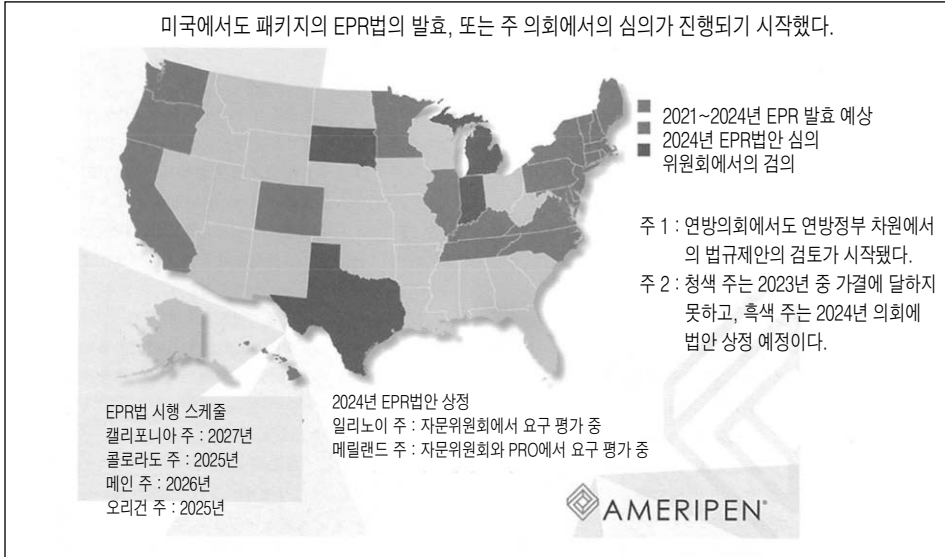 미국에서도 패키지의 EPR법의 발효, 또는 주 의회에서의 심의가 진행되기 시작했다.
2021~2024년 EPR 발효 예상
2024년 EPR법안 심의
위원회에서의 검의
주 1 : 연방의회에서도 연방정부 차원에서
의 법규제안의 검토가 시작됐다.
주 2 : 청색 주는 2023년 중 가결에 달하지
못하고, 흑색 주는 2024년 의회에
법안 상정 예정이다.
EPR법 시행 스케줄
캘리포니아 주 : 2027년
콜로라도 주 : 2025년
메인 주 : 2026년
오리건 주 : 2025년
2024년 EPR법안 상정
일리노이 주 : 자문위원회에서 요구 평가 중
메릴랜드 주 : 자문위원회와 PRO에서 요구 평가 중
AMERIPEN®